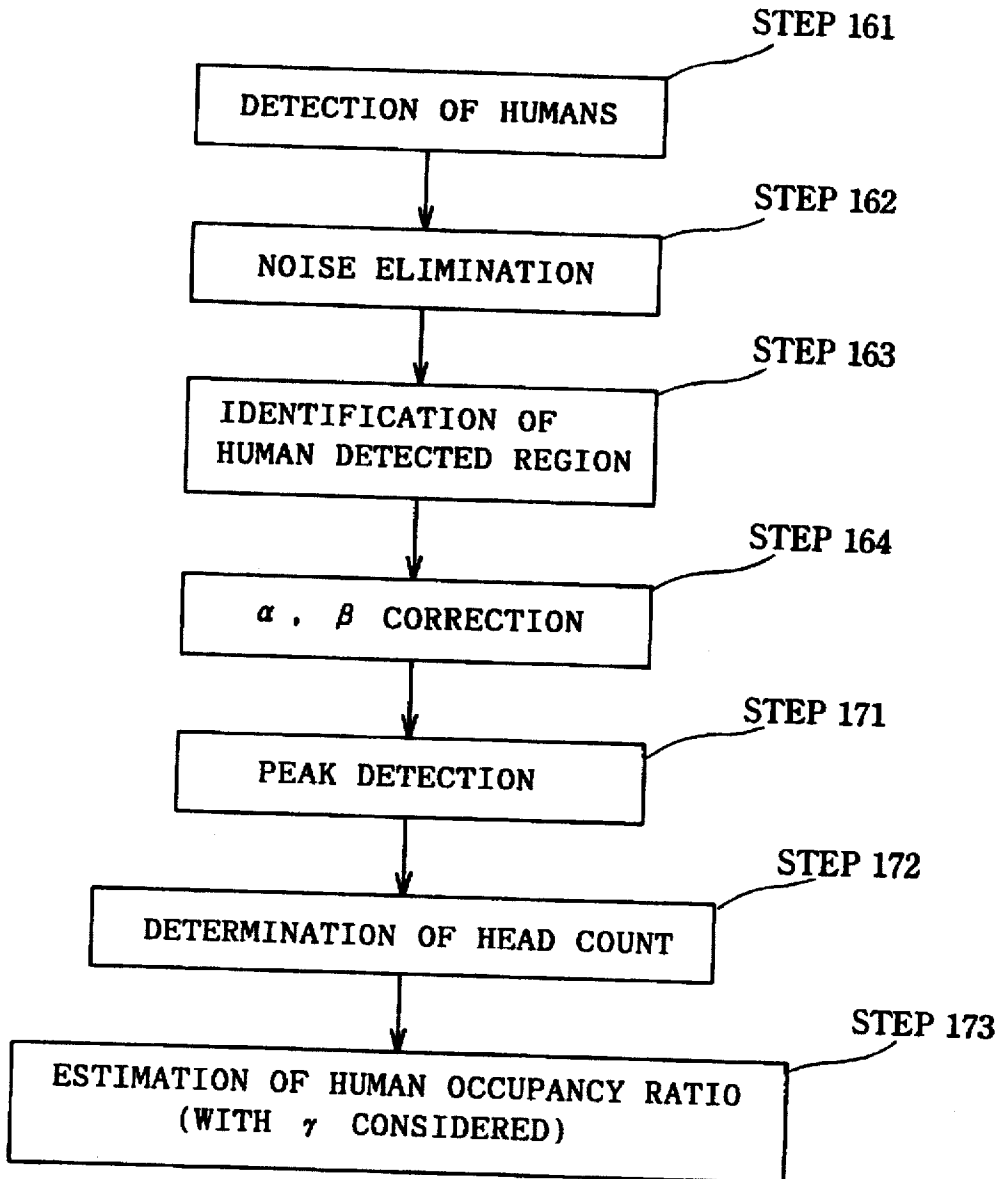 STEP 161
DETECTION OF HUMANS
STEP 162
NOISE ELIMINATION
STEP 163
IDENTIFICATION OF
HUMAN DETECTED REGION
STEP 164
α , β CORRECTION
STEP 171
PEAK DETECTION
STEP 172
DETERMINATION OF HEAD COUNT
STEP 173
ESTIMATION OF HUMAN OCCUPANCY RATIO
(WITH γ CONSIDERED)